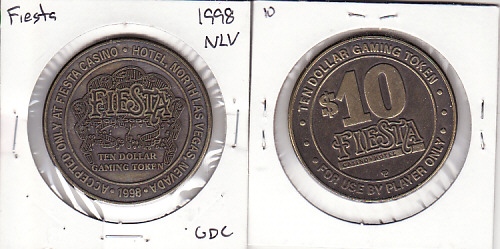 Fiesta
1998
NLV
ACCEPTED ONLY AT FIESTA CASINO • HOTEL, NORTH LAS VEGAS, NEVADA
FIESTA
TEN DOLLAR
GAMING TOKEN
• 1998 •
GDC
10
• TEN DOLLAR GAMING TOKEN •
$10
FIESTA
• FOR USE BY PLAYER ONLY •